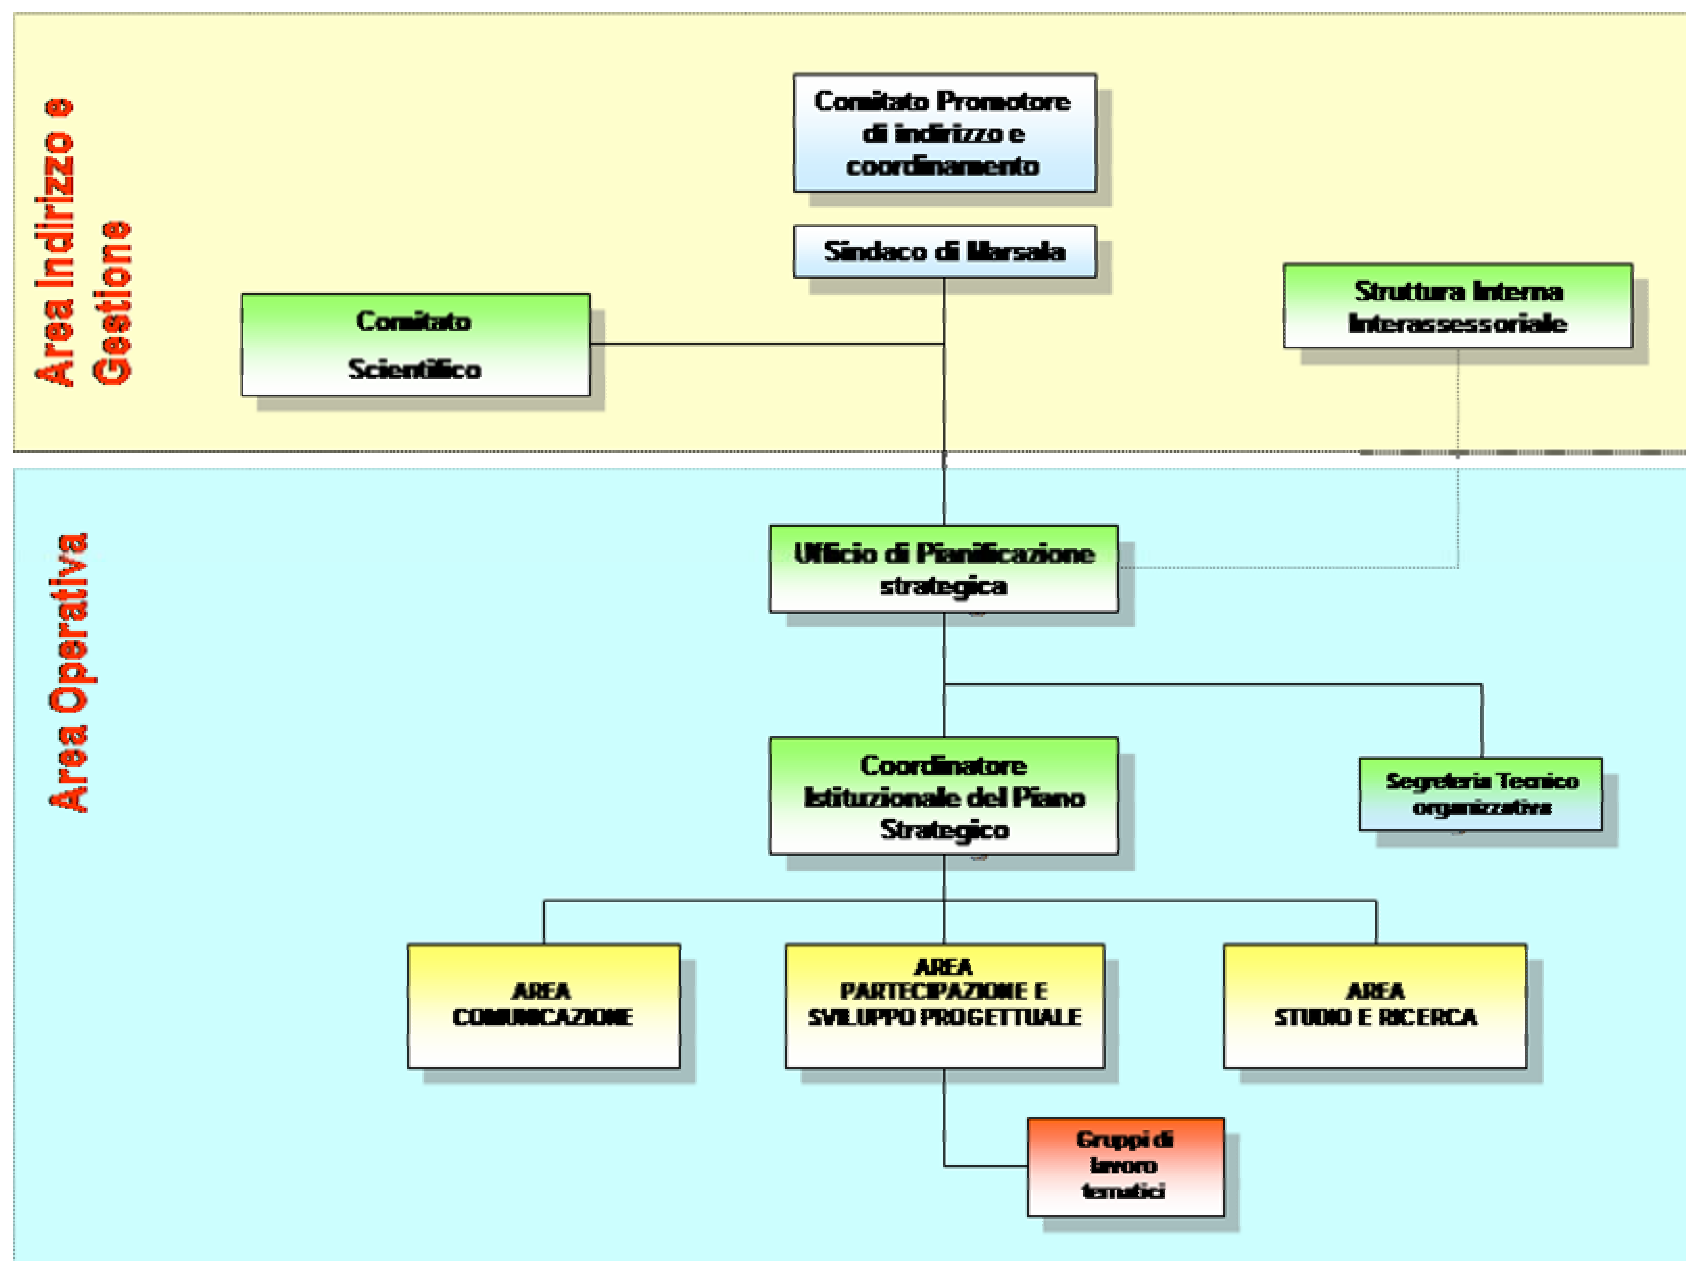 Area Indirizzo e
Gestione
Comitato Promotore
di indirizzo e
coordinamento
Sindaco di Marsala
Comitato
Scientifico
Struttura Interna
Interassessoriale
Area Operativa
Ufficio di Pianificazione
strategica
Coordinatore
Istituzionale del Piano
Strategico
Segreteria Tecnico
organizzativa
AREA
COMUNICAZIONE
AREA
PARTECIPAZIONE E
SVILUPPO PROGETTUALE
AREA
STUDIO E RICERCA
Gruppi di
lavoro
tematici